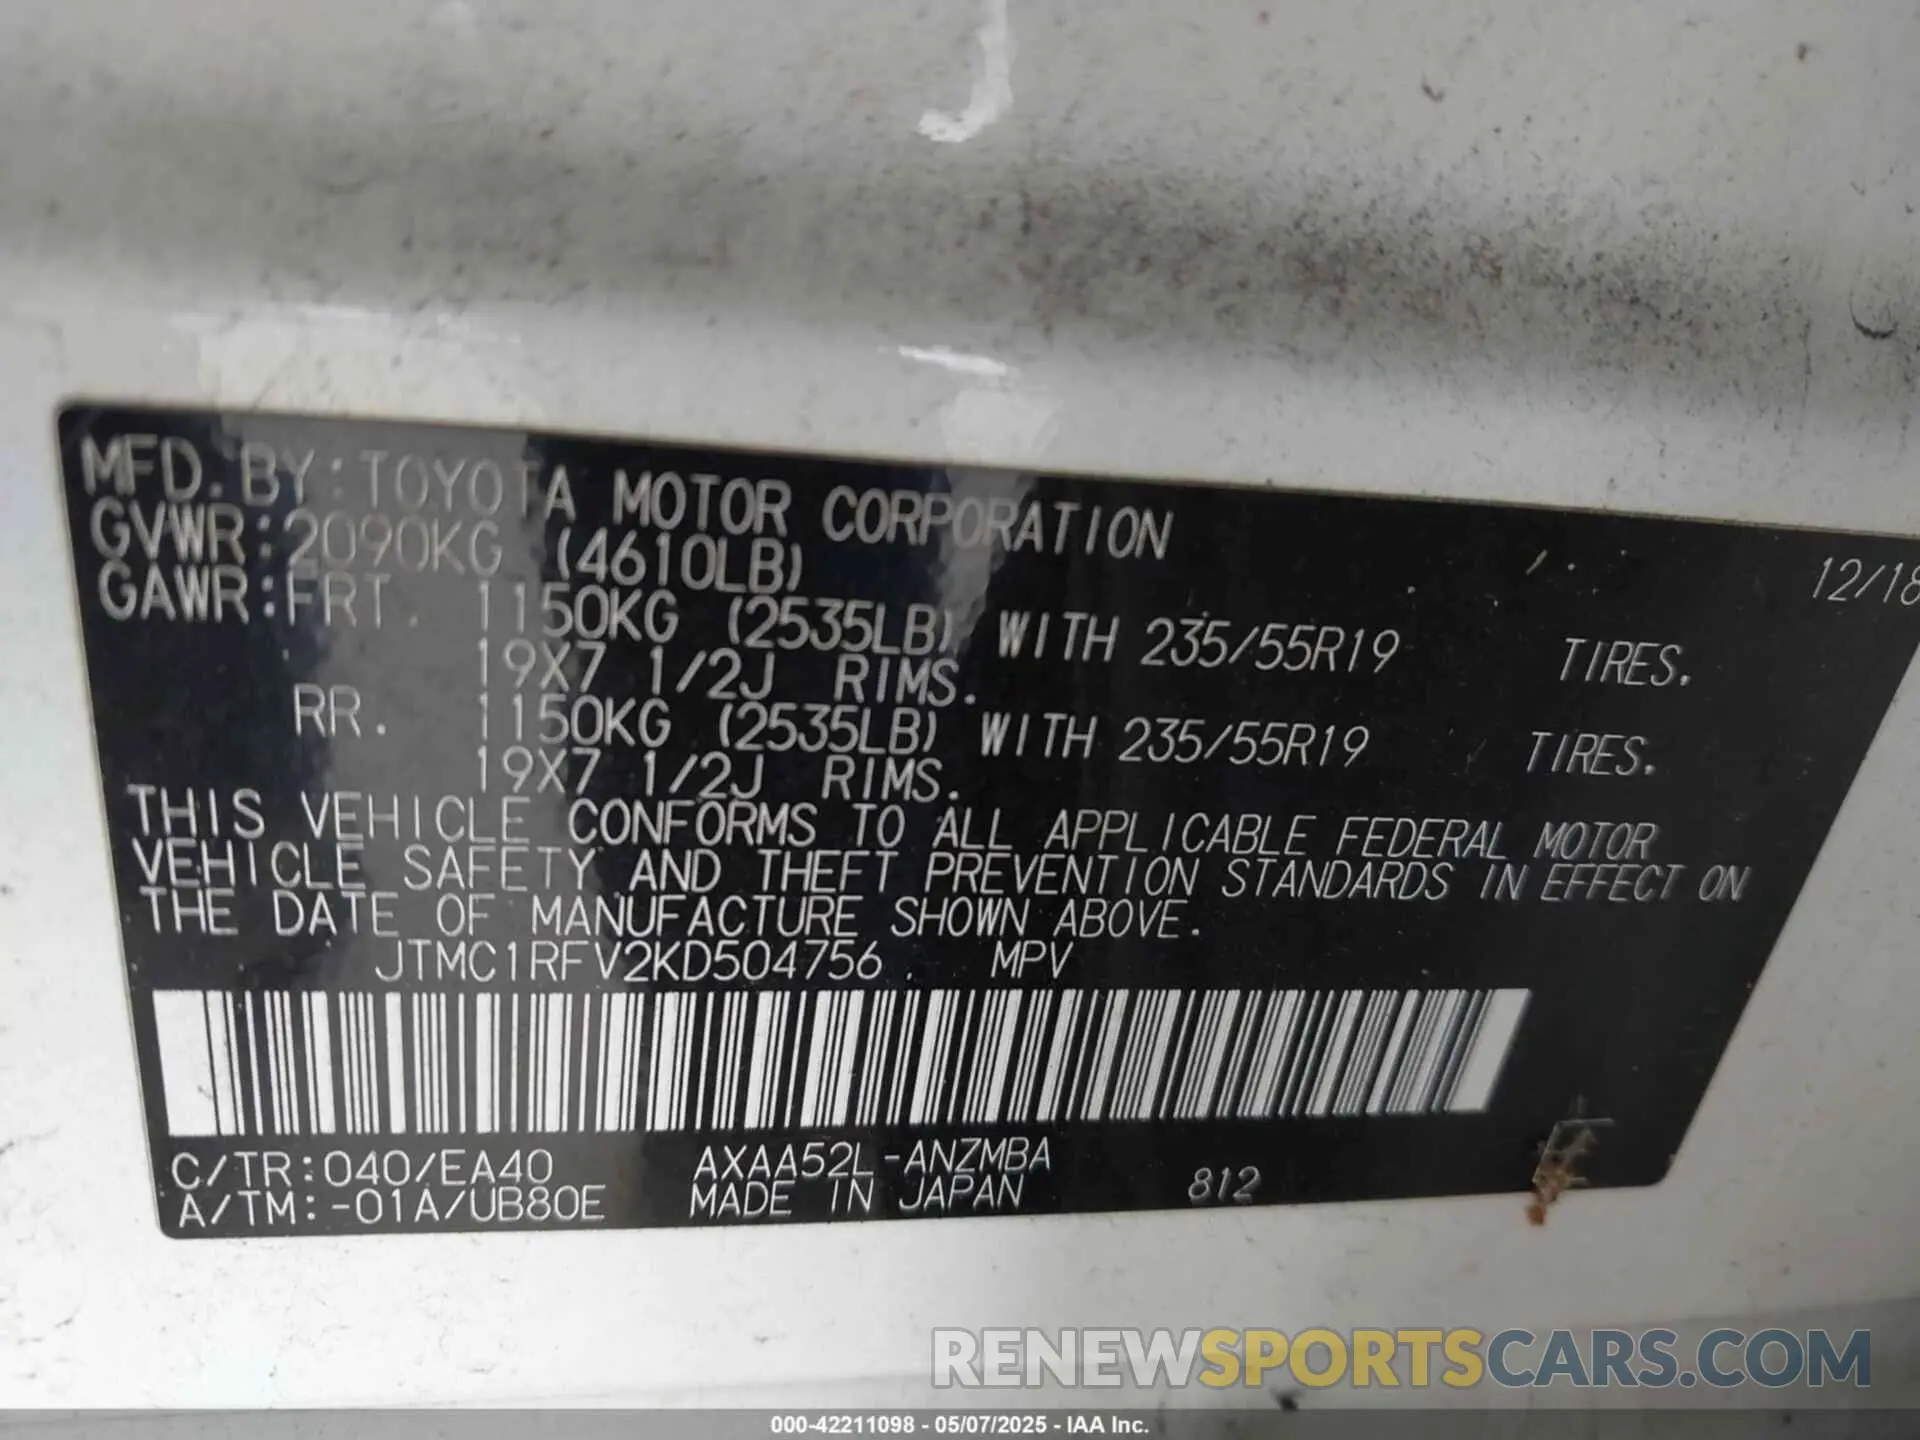 MFD. BY: TOYOTA MOTOR CORPORATION 12/18
GVWR: 2090KG (4610LB)
GAWR: FRT. 1150KG (2535LB) WITH 235/55R19 TIRES.
19X7 1/2J RIMS.
RR. 1150KG (2535LB) WITH 235/55R19 TIRES.
19X7 1/2J RIMS.
THIS VEHICLE CONFORMS TO ALL APPLICABLE FEDERAL MOTOR
VEHICLE SAFETY AND THEFT PREVENTION STANDARDS IN EFFECT ON
THE DATE OF MANUFACTURE SHOWN ABOVE.
JTMC1RFV2KD504756 MPV
C/TR: 040/EA40 AXAA52L-ANZMBA
A/TM: -01A/UB80E MADE IN JAPAN 812
RENEWSPORTSCARS.COM
000-42211098 - 05/07/2025 - IAA Inc.